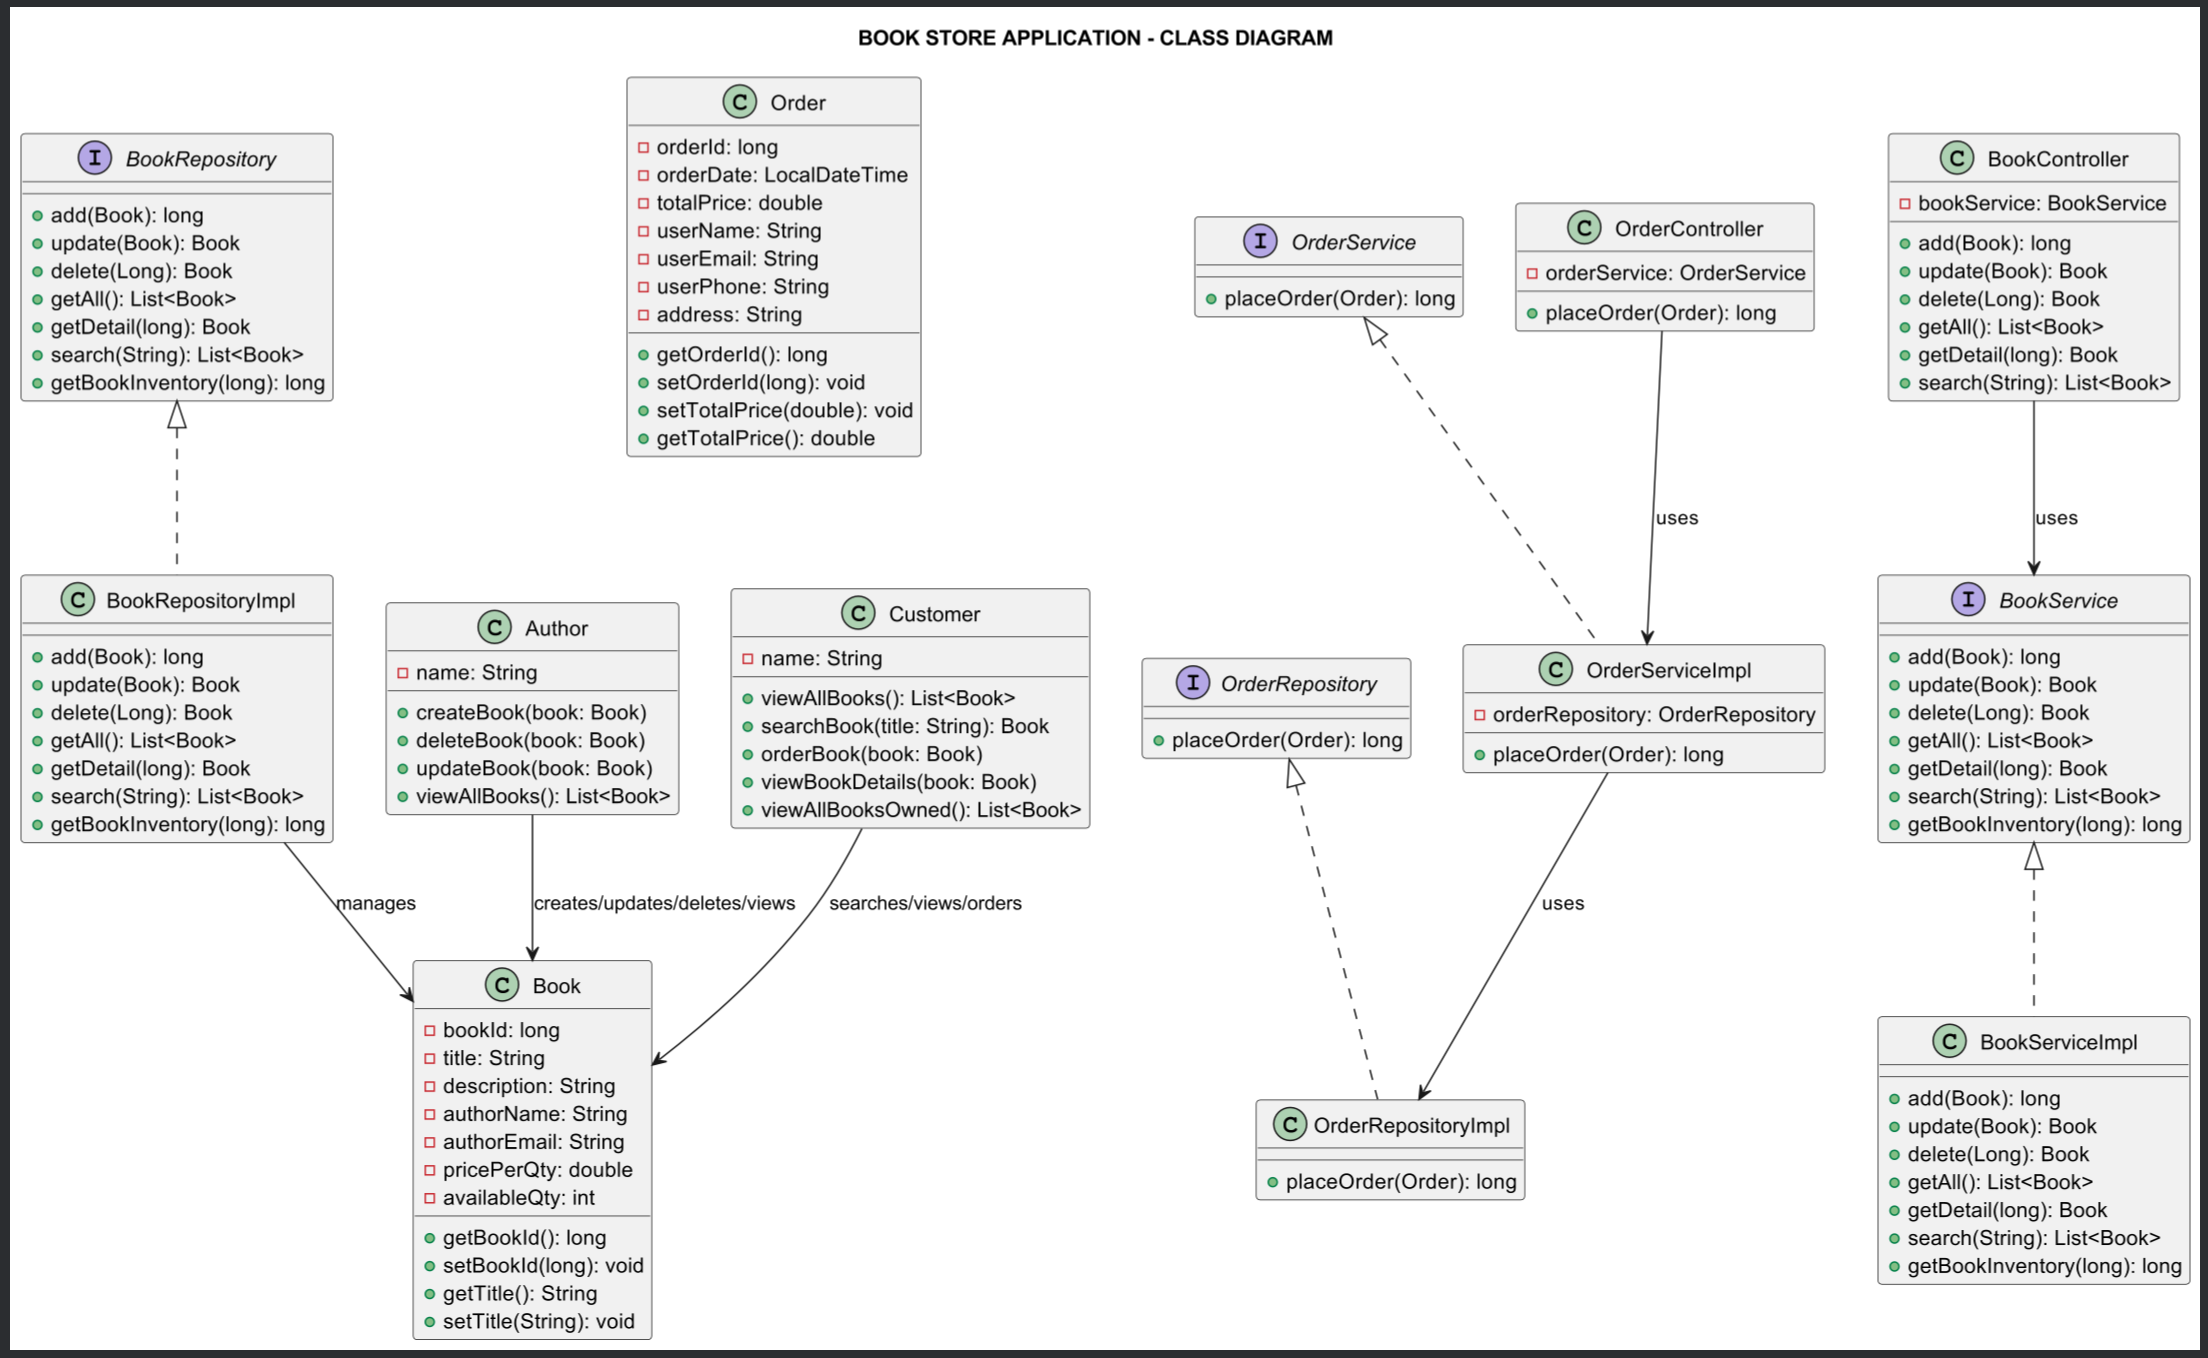 BOOK STORE APPLICATION - CLASS DIAGRAM
C Order
orderId: long
orderDate: LocalDateTime
totalPrice: double
userName: String
userEmail: String
userPhone: String
address: String
getOrderId(): long
setOrderId(long): void
setTotalPrice(double): void
getTotalPrice(): double
I BookRepository
add(Book): long
update(Book): Book
delete(Long): Book
getAll(): List<Book>
getDetail(long): Book
search(String): List<Book>
getBookInventory(long): long
I OrderService
placeOrder(Order): long
C OrderController
orderService: OrderService
placeOrder(Order): long
C BookController
bookService: BookService
add(Book): long
update(Book): Book
delete(Long): Book
getAll(): List<Book>
getDetail(long): Book
search(String): List<Book>
uses
uses
C BookRepositoryImpl
add(Book): long
update(Book): Book
delete(Long): Book
getAll(): List<Book>
getDetail(long): Book
search(String): List<Book>
getBookInventory(long): long
C Author
name: String
createBook(book: Book)
deleteBook(book: Book)
updateBook(book: Book)
viewAllBooks(): List<Book>
C Customer
name: String
viewAllBooks(): List<Book>
searchBook(title: String): Book
orderBook(book: Book)
viewBookDetails(book: Book)
viewAllBooksOwned(): List<Book>
I OrderRepository
placeOrder(Order): long
C OrderServiceImpl
orderRepository: OrderRepository
placeOrder(Order): long
I BookService
add(Book): long
update(Book): Book
delete(Long): Book
getAll(): List<Book>
getDetail(long): Book
search(String): List<Book>
getBookInventory(long): long
manages
creates/updates/deletes/views
searches/views/orders
uses
C Book
bookId: long
title: String
description: String
authorName: String
authorEmail: String
pricePerQty: double
availableQty: int
getBookId(): long
setBookId(long): void
getTitle(): String
setTitle(String): void
C OrderRepositoryImpl
placeOrder(Order): long
C BookServiceImpl
add(Book): long
update(Book): Book
delete(Long): Book
getAll(): List<Book>
getDetail(long): Book
search(String): List<Book>
getBookInventory(long): long